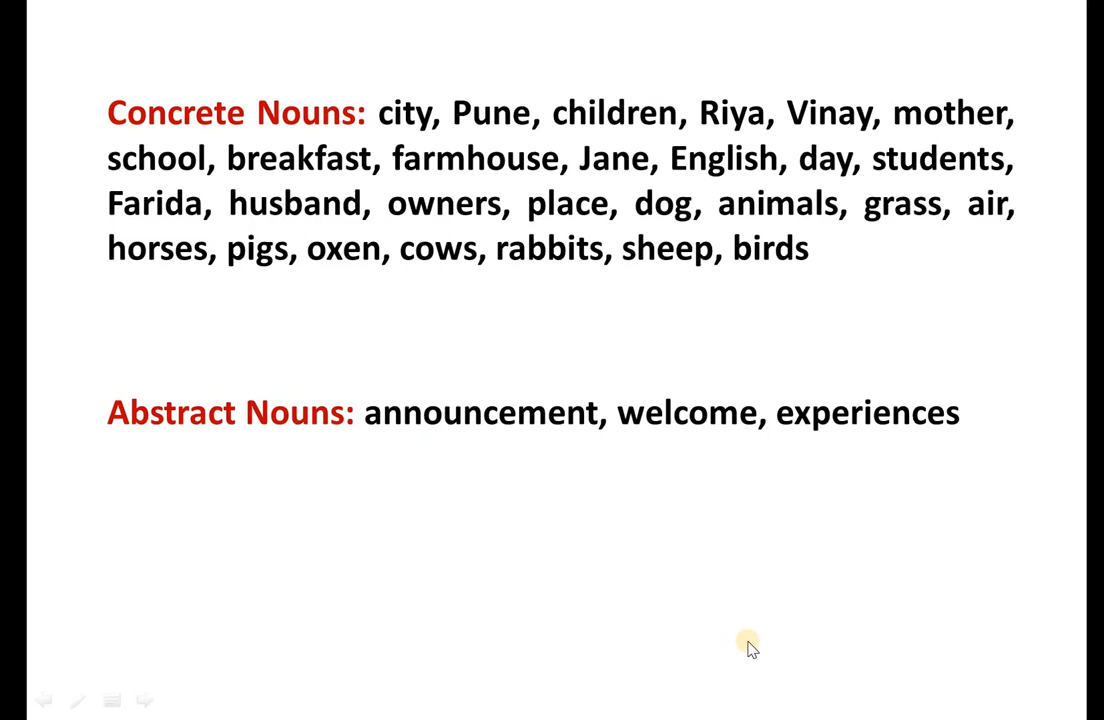 Concrete Nouns: city, Pune, children, Riya, Vinay, mother,
school, breakfast, farmhouse, Jane, English, day, students,
Farida, husband, owners, place, dog, animals, grass, air,
horses, pigs, oxen, cows, rabbits, sheep, birds
Abstract Nouns: announcement, welcome, experiences